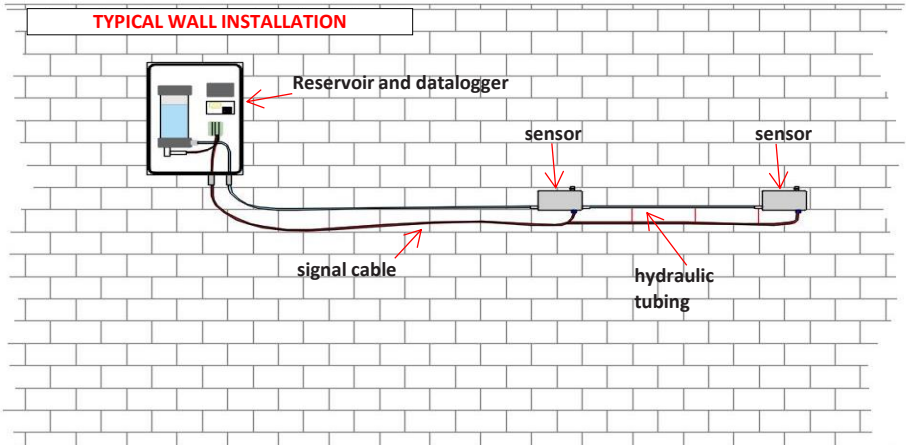 TYPICAL WALL INSTALLATION
Reservoir and datalogger
sensor
sensor
signal cable
hydraulic
tubing